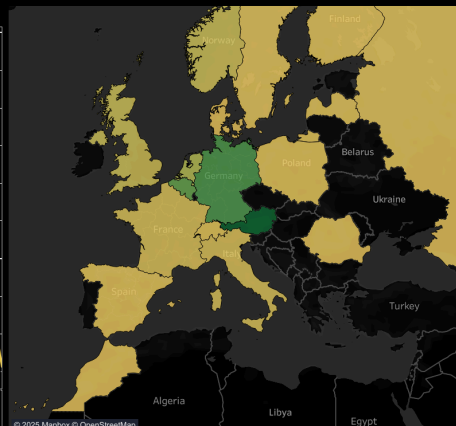 Finland
Norway
Belarus
Poland
Germany
Ukraine
France
Italy
Spain
Turkey
Algeria
Libya
Egypt
© 2025 Mapbox © OpenStreetMap